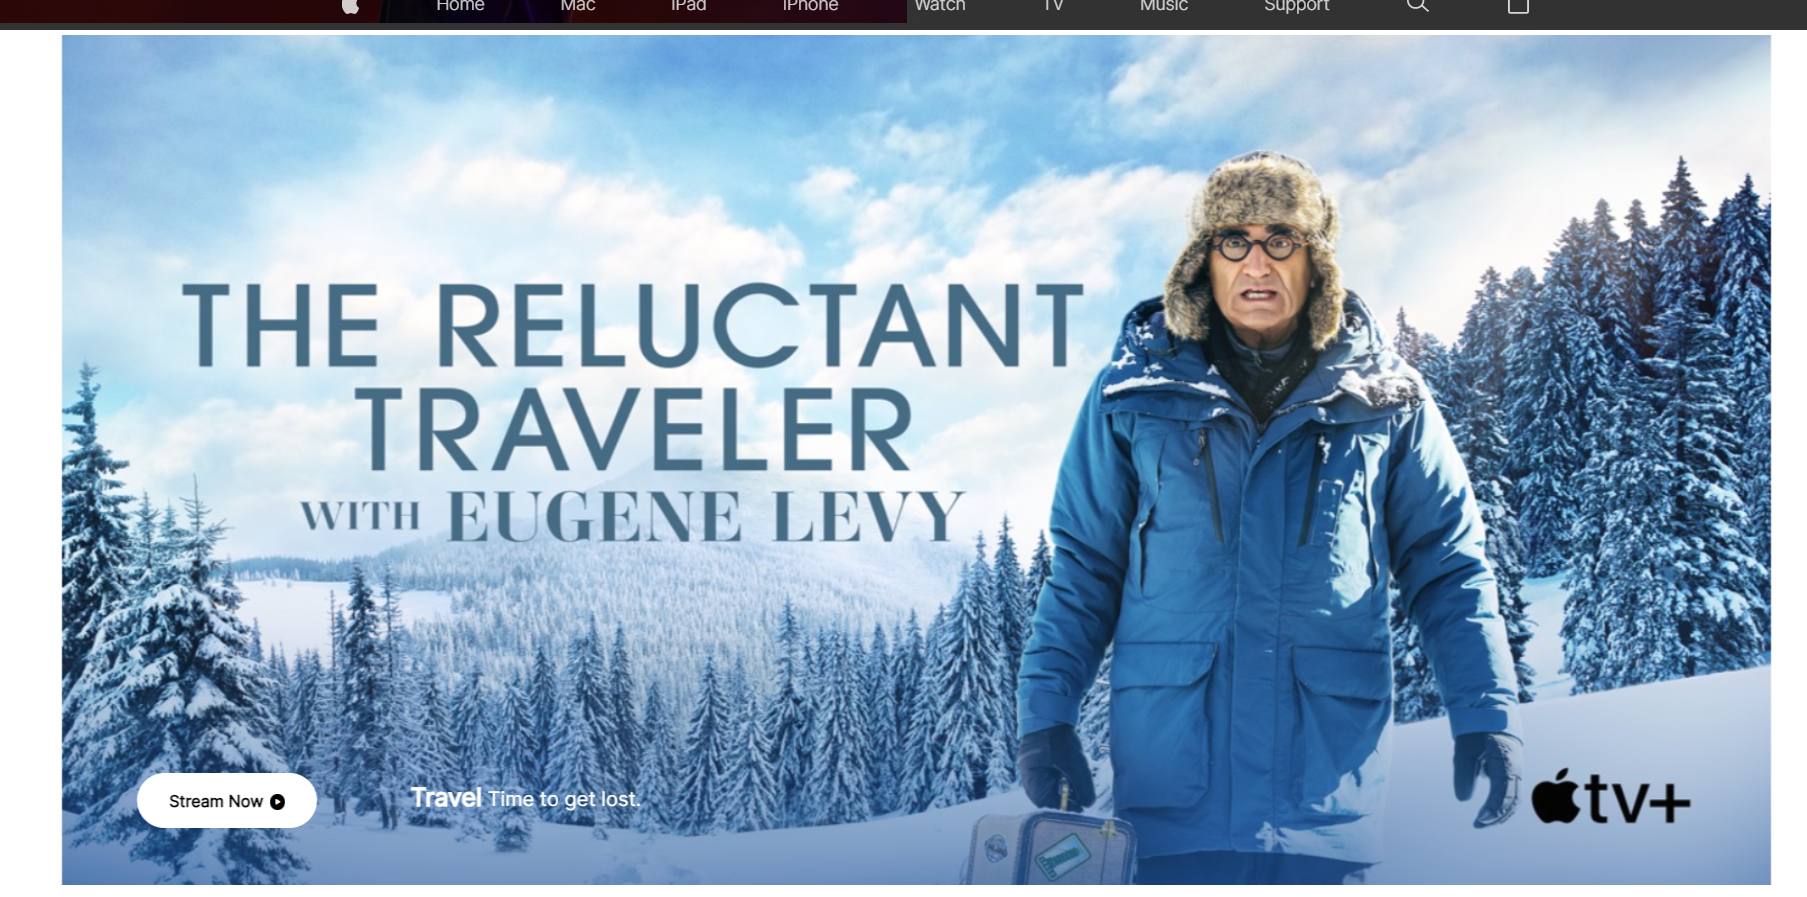 Home Mac iPad iPhone Watch TV Music Support
THE RELUCTANT
TRAVELER
WITH EUGENE LEVY
Stream Now
Travel Time to get lost.
tv+